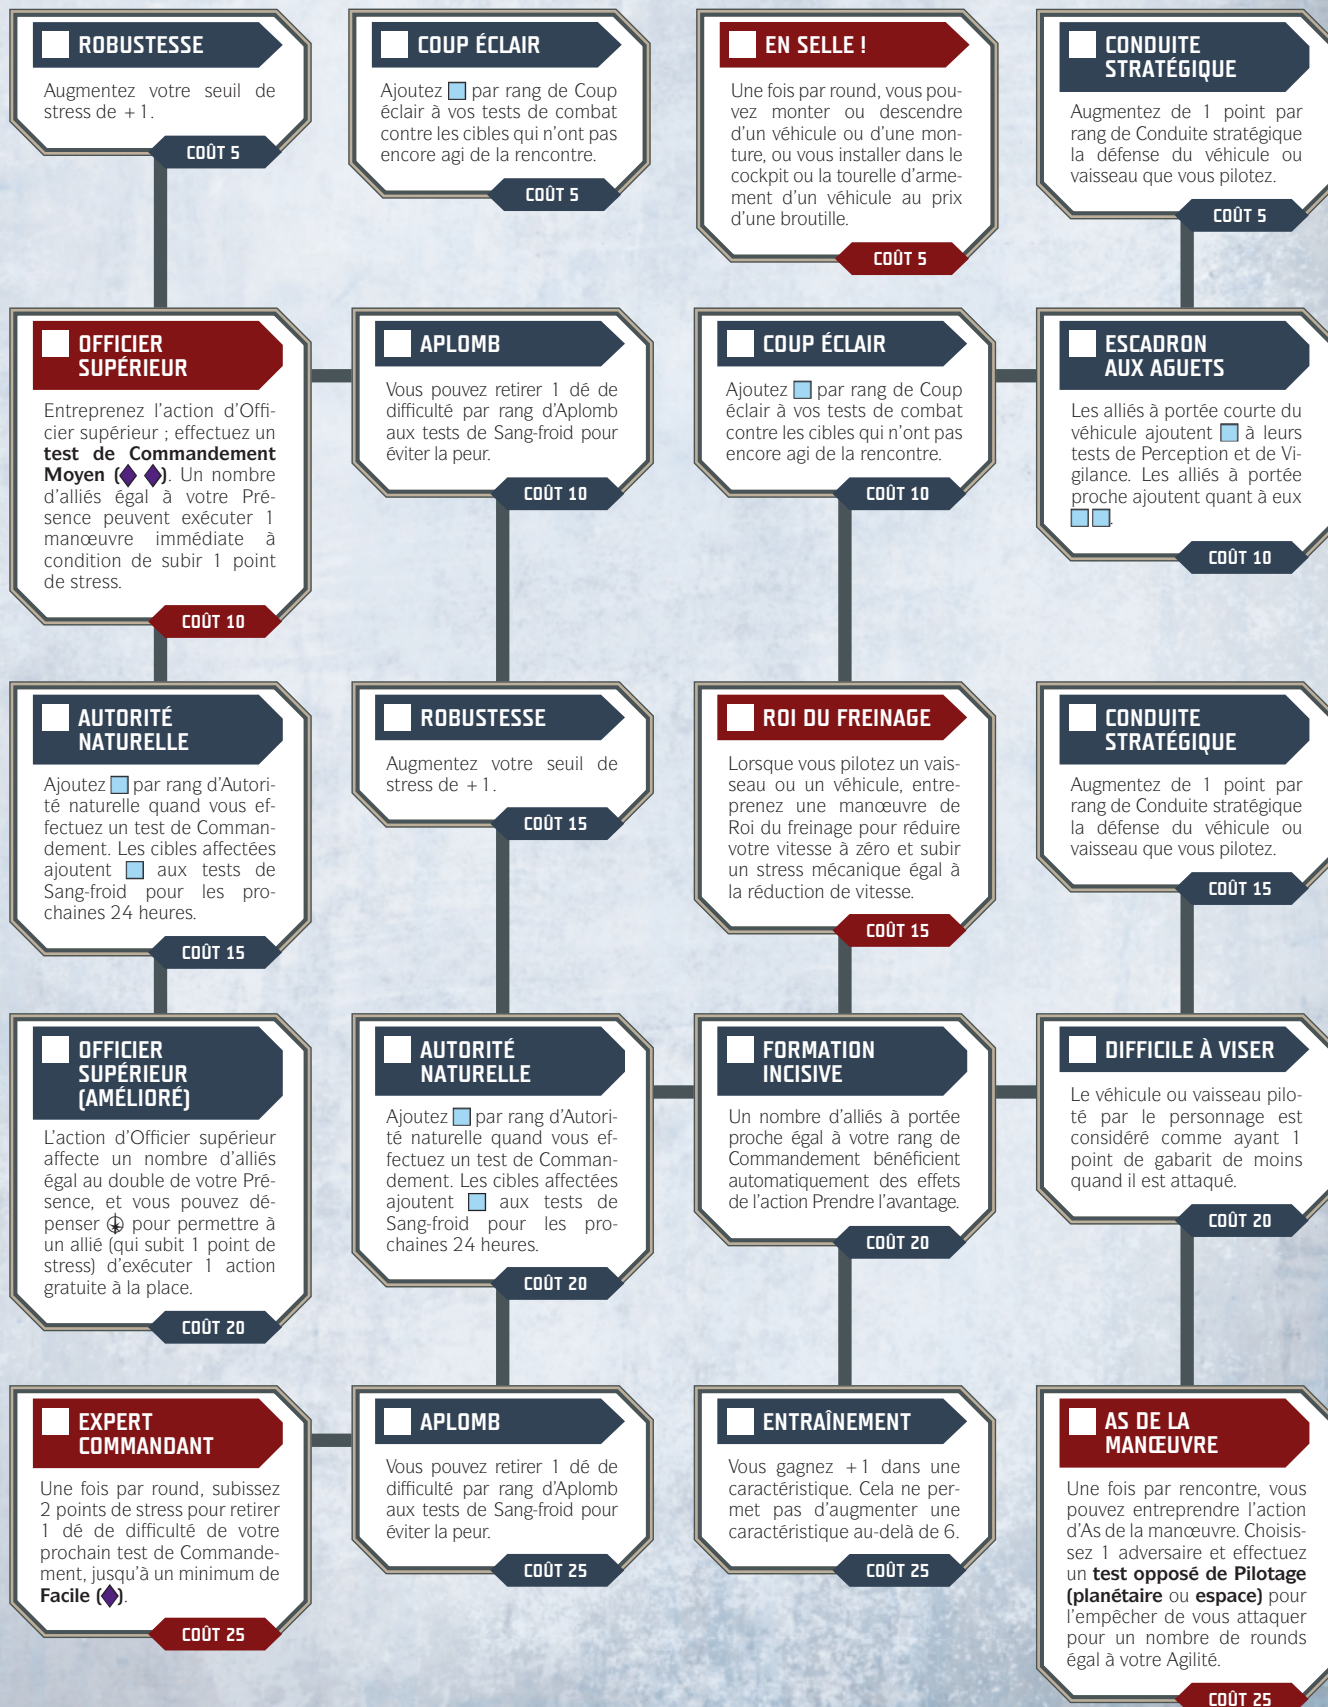 ROBUSTESSE
Augmentez votre seuil de
stress de +1.
COÛT 5
COUP ÉCLAIR
Ajoutez par rang de Coup
éclair à vos tests de combat
contre les cibles qui n'ont pas
encore agi de la rencontre.
COÛT 5
EN SELLE !
Une fois par round, vous pou-
vez monter ou descendre
d'un véhicule ou d'une mon-
ture, ou vous installer dans le
cockpit ou la tourelle d'arme-
ment d'un véhicule au prix
d'une broutille.
COÛT 5
CONDUITE
STRATÉGIQUE
Augmentez de 1 point par
rang de Conduite stratégique
la défense du véhicule ou
vaisseau que vous pilotez.
COÛT 5
OFFICIER
SUPÉRIEUR
Entreprenez l'action d'Offi-
cier supérieur ; effectuez un
test de Commandement
Moyen (◆ ◆). Un nombre
d'alliés égal à votre Pré-
sence peuvent exécuter 1
manœuvre immédiate à
condition de subir 1 point
de stress.
COÛT 10
APLOMB
Vous pouvez retirer 1 dé de
difficulté par rang d'Aplomb
aux tests de Sang-froid pour
éviter la peur.
COÛT 10
COUP ÉCLAIR
Ajoutez par rang de Coup
éclair à vos tests de combat
contre les cibles qui n'ont pas
encore agi de la rencontre.
COÛT 10
ESCADRON
AUX AGUETS
Les alliés à portée courte du
véhicule ajoutent à leurs
tests de Perception et de Vi-
gilance. Les alliés à portée
proche ajoutent quant à eux
.
COÛT 10
AUTORITÉ
NATURELLE
Ajoutez par rang d'Autori-
té naturelle quand vous ef-
fectuez un test de Comman-
dement. Les cibles affectées
ajoutent aux tests de
Sang-froid pour les pro-
chaines 24 heures.
COÛT 15
ROBUSTESSE
Augmentez votre seuil de
stress de +1.
COÛT 15
ROI DU FREINAGE
Lorsque vous pilotez un vais-
seau ou un véhicule, entre-
prenez une manœuvre de
Roi du freinage pour réduire
votre vitesse à zéro et subir
un stress mécanique égal à
la réduction de vitesse.
COÛT 15
CONDUITE
STRATÉGIQUE
Augmentez de 1 point par
rang de Conduite stratégique
la défense du véhicule ou
vaisseau que vous pilotez.
COÛT 15
OFFICIER
SUPÉRIEUR
(AMÉLIORÉ)
L'action d'Officier supérieur
affecte un nombre d'alliés
égal au double de votre Pré-
sence, et vous pouvez dé-
penser pour permettre à
un allié (qui subit 1 point de
stress) d'exécuter 1 action
gratuite à la place.
COÛT 20
AUTORITÉ
NATURELLE
Ajoutez par rang d'Autori-
té naturelle quand vous ef-
fectuez un test de Comman-
dement. Les cibles affectées
ajoutent aux tests de
Sang-froid pour les pro-
chaines 24 heures.
COÛT 20
FORMATION
INCISIVE
Un nombre d'alliés à portée
proche égal à votre rang de
Commandement bénéficient
automatiquement des effets
de l'action Prendre l'avantage.
COÛT 20
DIFFICILE À VISER
Le véhicule ou vaisseau pilo-
té par le personnage est
considéré comme ayant 1
point de gabarit de moins
quand il est attaqué.
COÛT 20
EXPERT
COMMANDANT
Une fois par round, subissez
2 points de stress pour retirer
1 dé de difficulté de votre
prochain test de Commande-
ment, jusqu'à un minimum de
Facile (◆).
COÛT 25
APLOMB
Vous pouvez retirer 1 dé de
difficulté par rang d'Aplomb
aux tests de Sang-froid pour
éviter la peur.
COÛT 25
ENTRAÎNEMENT
Vous gagnez +1 dans une
caractéristique. Cela ne per-
met pas d'augmenter une
caractéristique au-delà de 6.
COÛT 25
AS DE LA
MANŒUVRE
Une fois par rencontre, vous
pouvez entreprendre l'action
d'As de la manœuvre. Choisis-
sez 1 adversaire et effectuez
un test opposé de Pilotage
(planétaire ou espace) pour
l'empêcher de vous attaquer
pour un nombre de rounds
égal à votre Agilité.
COÛT 25